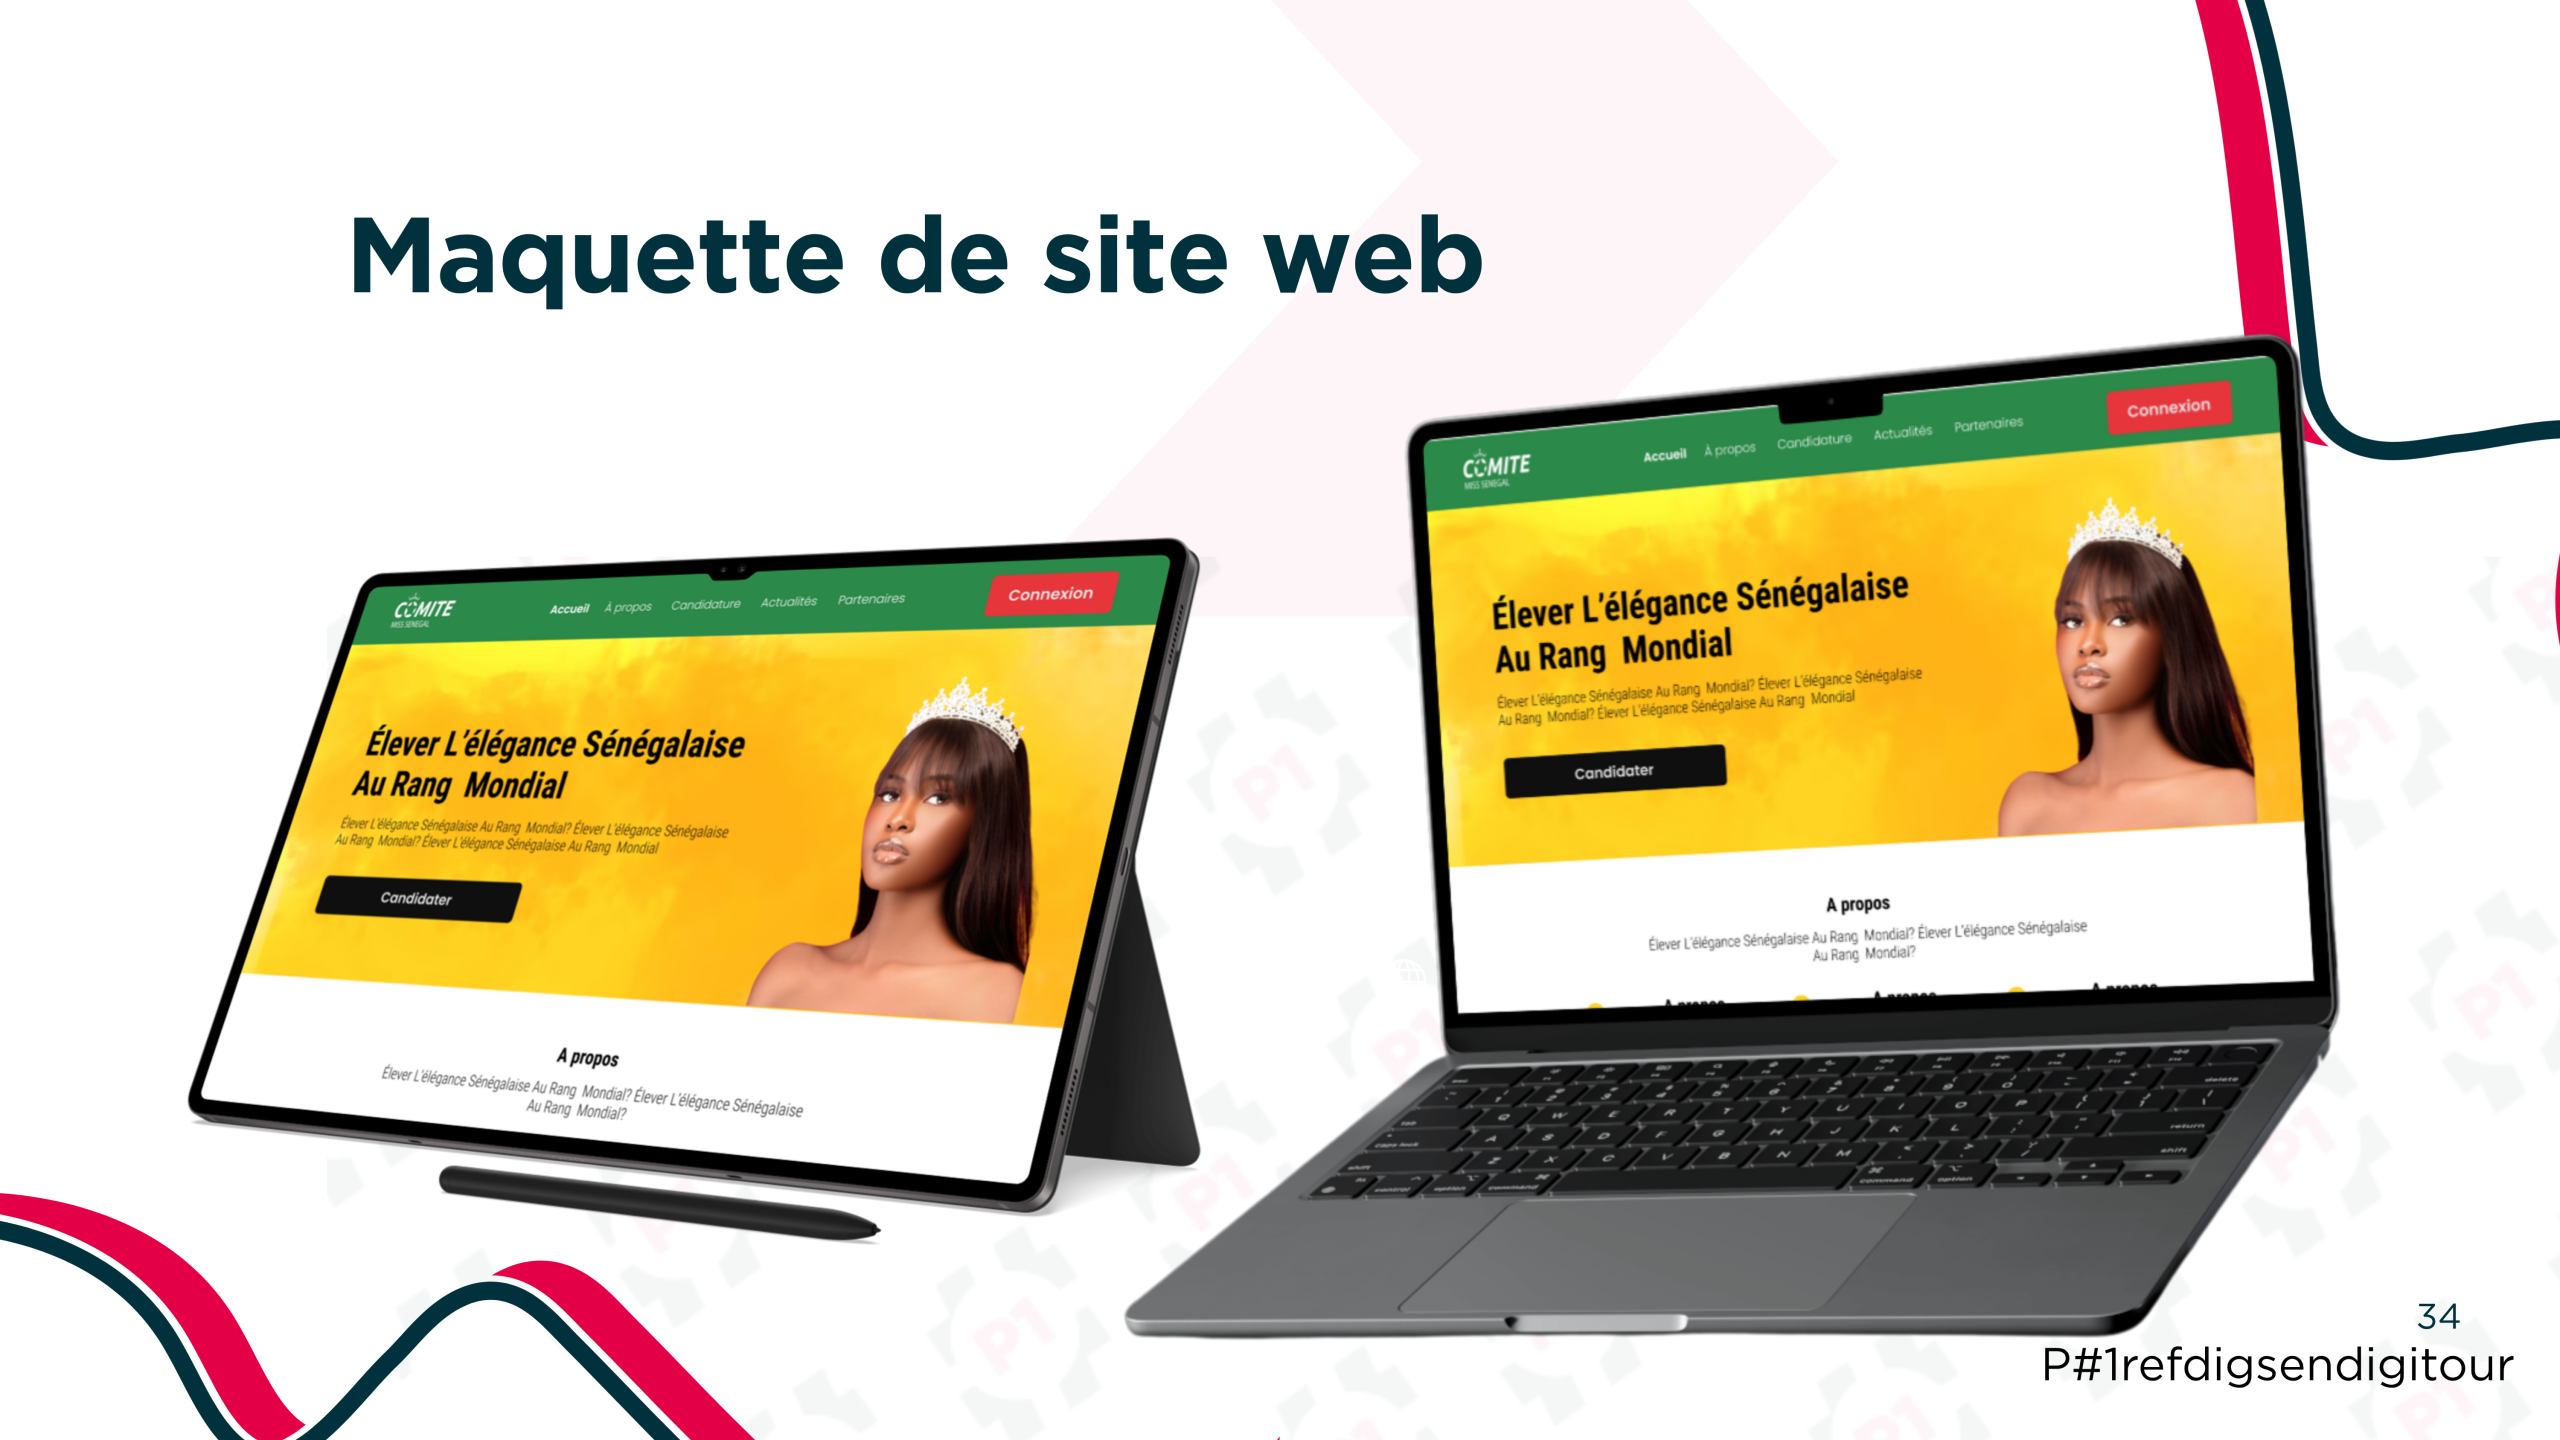 Maquette de site web
COMITE
MISS SENEGAL
Accueil À propos Candidature Actualités Partenaires Connexion
Élever L'élégance Sénégalaise
Au Rang Mondial
Élever L'élégance Sénégalaise Au Rang Mondial? Élever L'élégance Sénégalaise
Au Rang Mondial? Élever L'élégance Sénégalaise Au Rang Mondial
Candidater
A propos
Élever L'élégance Sénégalaise Au Rang Mondial? Élever L'élégance Sénégalaise
Au Rang Mondial?
COMITE
MISS SENEGAL
Accueil À propos Candidature Actualités Partenaires Connexion
Élever L'élégance Sénégalaise
Au Rang Mondial
Élever L'élégance Sénégalaise Au Rang Mondial? Élever L'élégance Sénégalaise
Au Rang Mondial? Élever L'élégance Sénégalaise Au Rang Mondial
Candidater
A propos
Élever L'élégance Sénégalaise Au Rang Mondial? Élever L'élégance Sénégalaise
Au Rang Mondial?
A propos A propos A propos
34
P#1refdigsendigitour